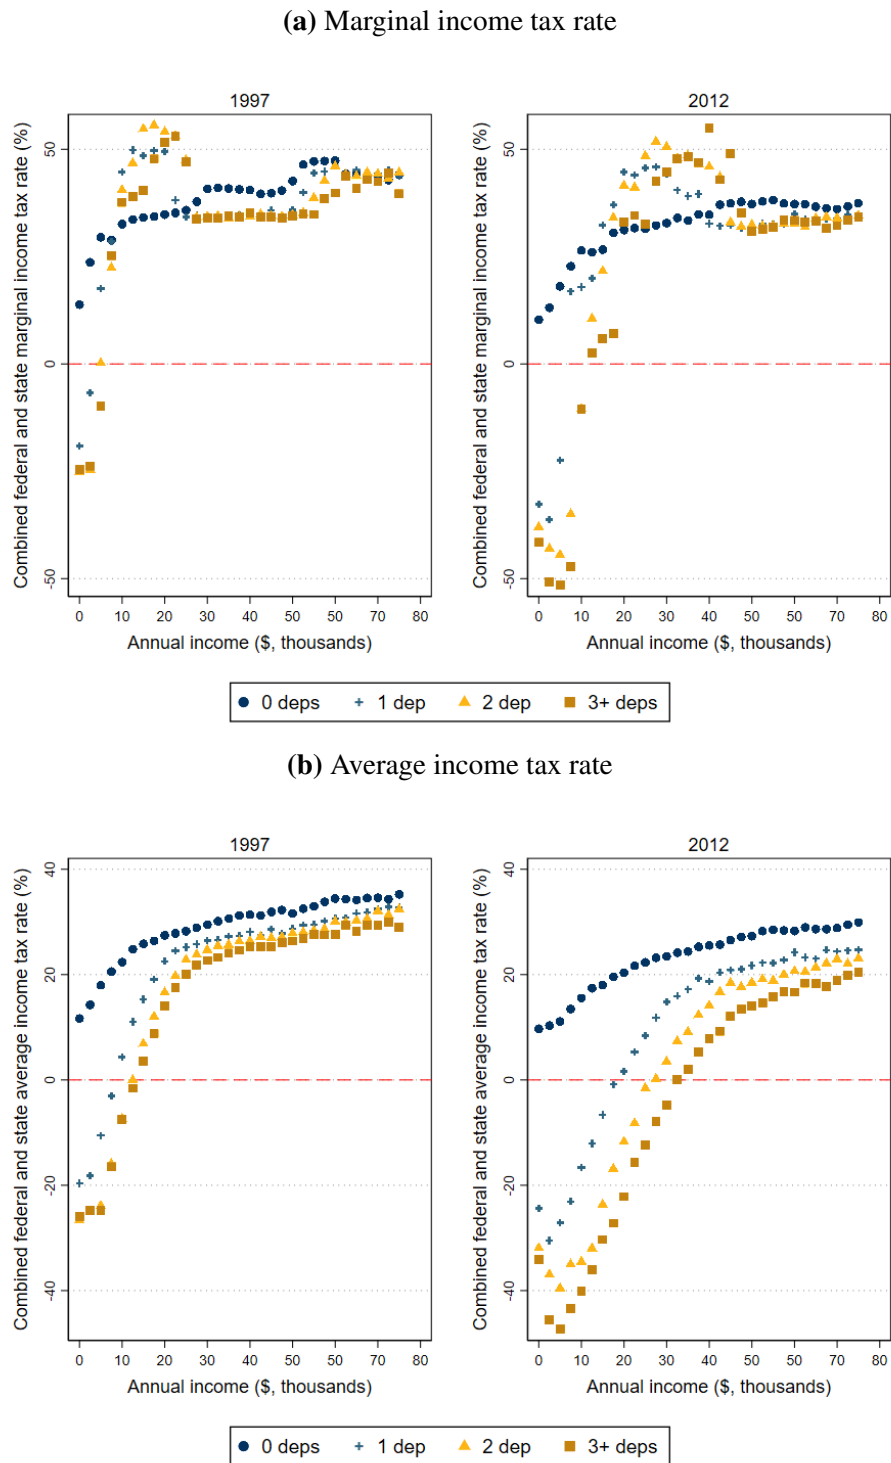 (a) Marginal income tax rate
1997
2012
Combined federal and state marginal income tax rate (%)
50
0
-50
0 10 20 30 40 50 60 70 80
Annual income ($, thousands)
Combined federal and state marginal income tax rate (%)
50
0
-50
0 10 20 30 40 50 60 70 80
Annual income ($, thousands)
0 deps 1 dep 2 dep 3+ deps
(b) Average income tax rate
1997
2012
Combined federal and state average income tax rate (%)
40
20
0
-20
-40
0 10 20 30 40 50 60 70 80
Annual income ($, thousands)
Combined federal and state average income tax rate (%)
40
20
0
-20
-40
0 10 20 30 40 50 60 70 80
Annual income ($, thousands)
0 deps 1 dep 2 dep 3+ deps